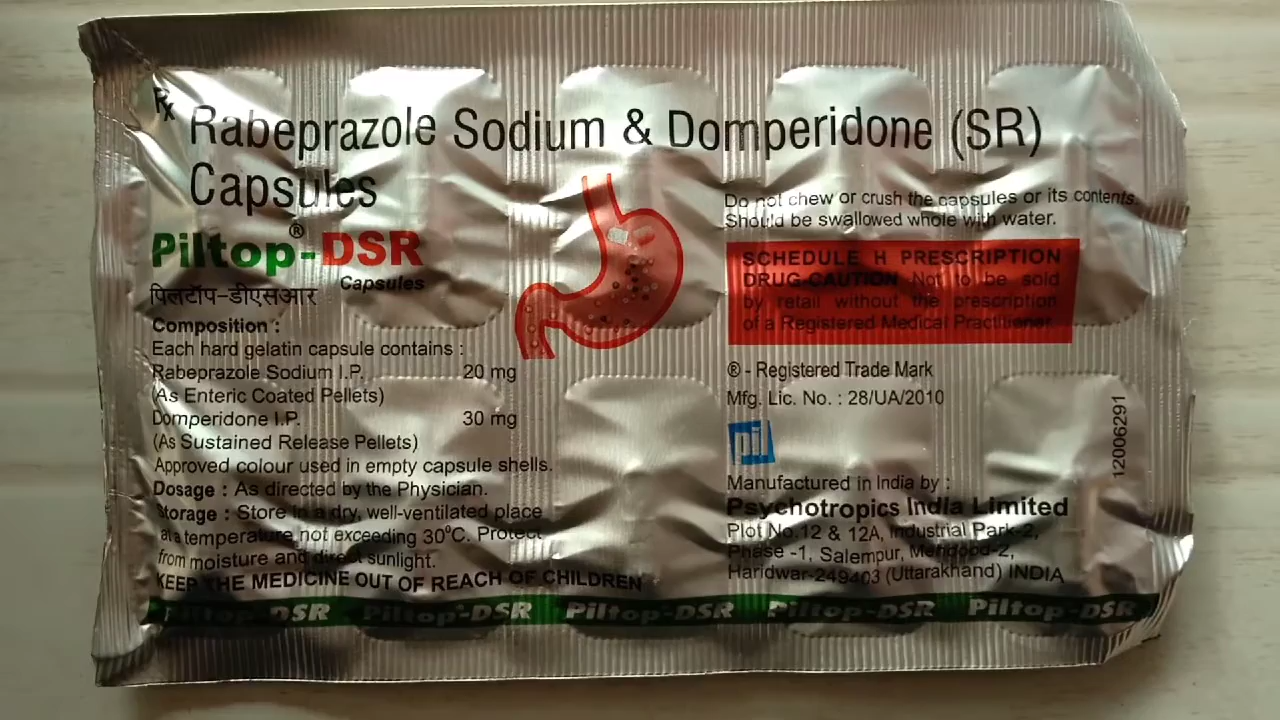 Rx
Rabeprazole Sodium & Domperidone (SR)
Capsules
Piltop®-DSR
Capsules
पिलटॉप-डीएसआर
Composition :
Each hard gelatin capsule contains :
Rabeprazole Sodium I.P. 20 mg
(As Enteric Coated Pellets)
Domperidone I.P. 30 mg
(As Sustained Release Pellets)
Approved colour used in empty capsule shells.
Dosage : As directed by the Physician.
Storage : Store in a dry, well-ventilated place
at a temperature not exceeding 30°C. Protect
from moisture and direct sunlight.
KEEP THE MEDICINE OUT OF REACH OF CHILDREN
Do not chew or crush the capsules or its contents.
Should be swallowed whole with water.
SCHEDULE H PRESCRIPTION
DRUG-CAUTION Not to be sold
by retail without the prescription
of a Registered Medical Practitioner
® - Registered Trade Mark
Mfg. Lic. No. : 28/UA/2010
pil
Manufactured in India by :
Psychotropics India Limited
Plot No.12 & 12A, Industrial Park-2,
Phase -1, Salempur, Mehdood-2,
Haridwar-249403 (Uttarakhand) INDIA
12006291
Piltop-DSR Piltop-DSR Piltop-DSR Piltop-DSR Piltop-DSR